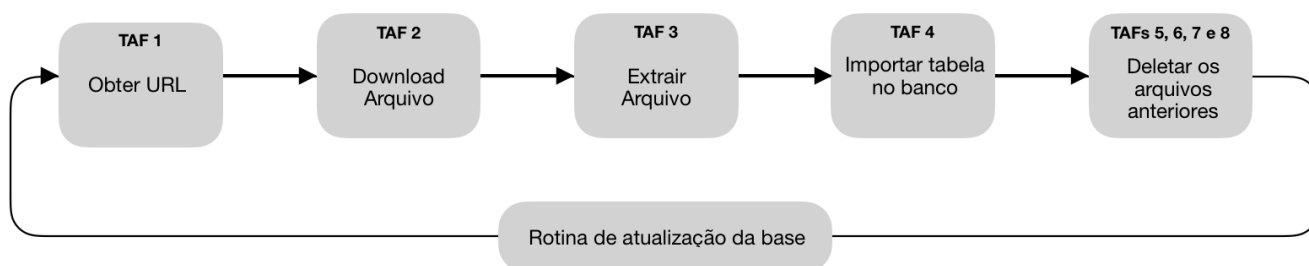 TAF 1
Obter URL
TAF 2
Download
Arquivo
TAF 3
Extrair
Arquivo
TAF 4
Importar tabela
no banco
TAFs 5, 6, 7 e 8
Deletar os
arquivos
anteriores
Rotina de atualização da base